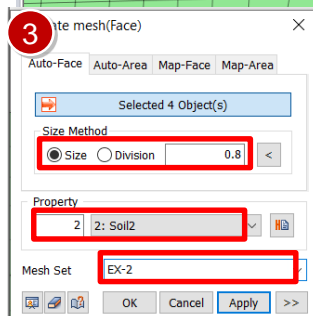 3
ate mesh(Face)
Auto-Face Auto-Area Map-Face Map-Area
Selected 4 Object(s)
Size Method
Size Division 0.8 <
Property
2 2: Soil2
Mesh Set EX-2
OK Cancel Apply >>